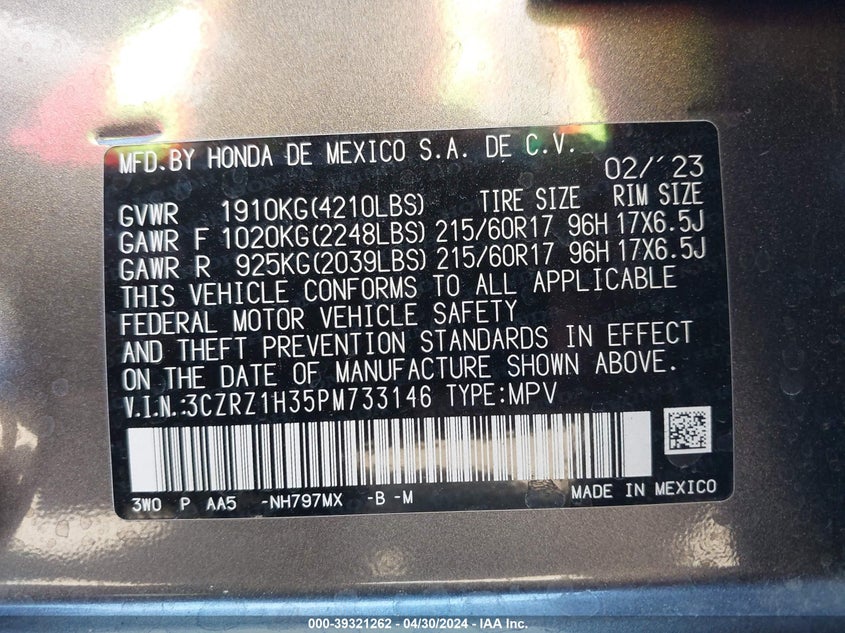 MFD. BY HONDA DE MEXICO S.A. DE C.V. 02/'23
GVWR 1910KG(4210LBS) TIRE SIZE RIM SIZE
GAWR F 1020KG(2248LBS) 215/60R17 96H 17X6.5J
GAWR R 925KG(2039LBS) 215/60R17 96H 17X6.5J
THIS VEHICLE CONFORMS TO ALL APPLICABLE
FEDERAL MOTOR VEHICLE SAFETY
AND THEFT PREVENTION STANDARDS IN EFFECT
ON THE DATE OF MANUFACTURE SHOWN ABOVE.
V.I.N.:3CZRZ1H35PM733146 TYPE:MPV
3W0 P AA5 -NH797MX -B -M MADE IN MEXICO
000-39321262 - 04/30/2024 - IAA Inc.